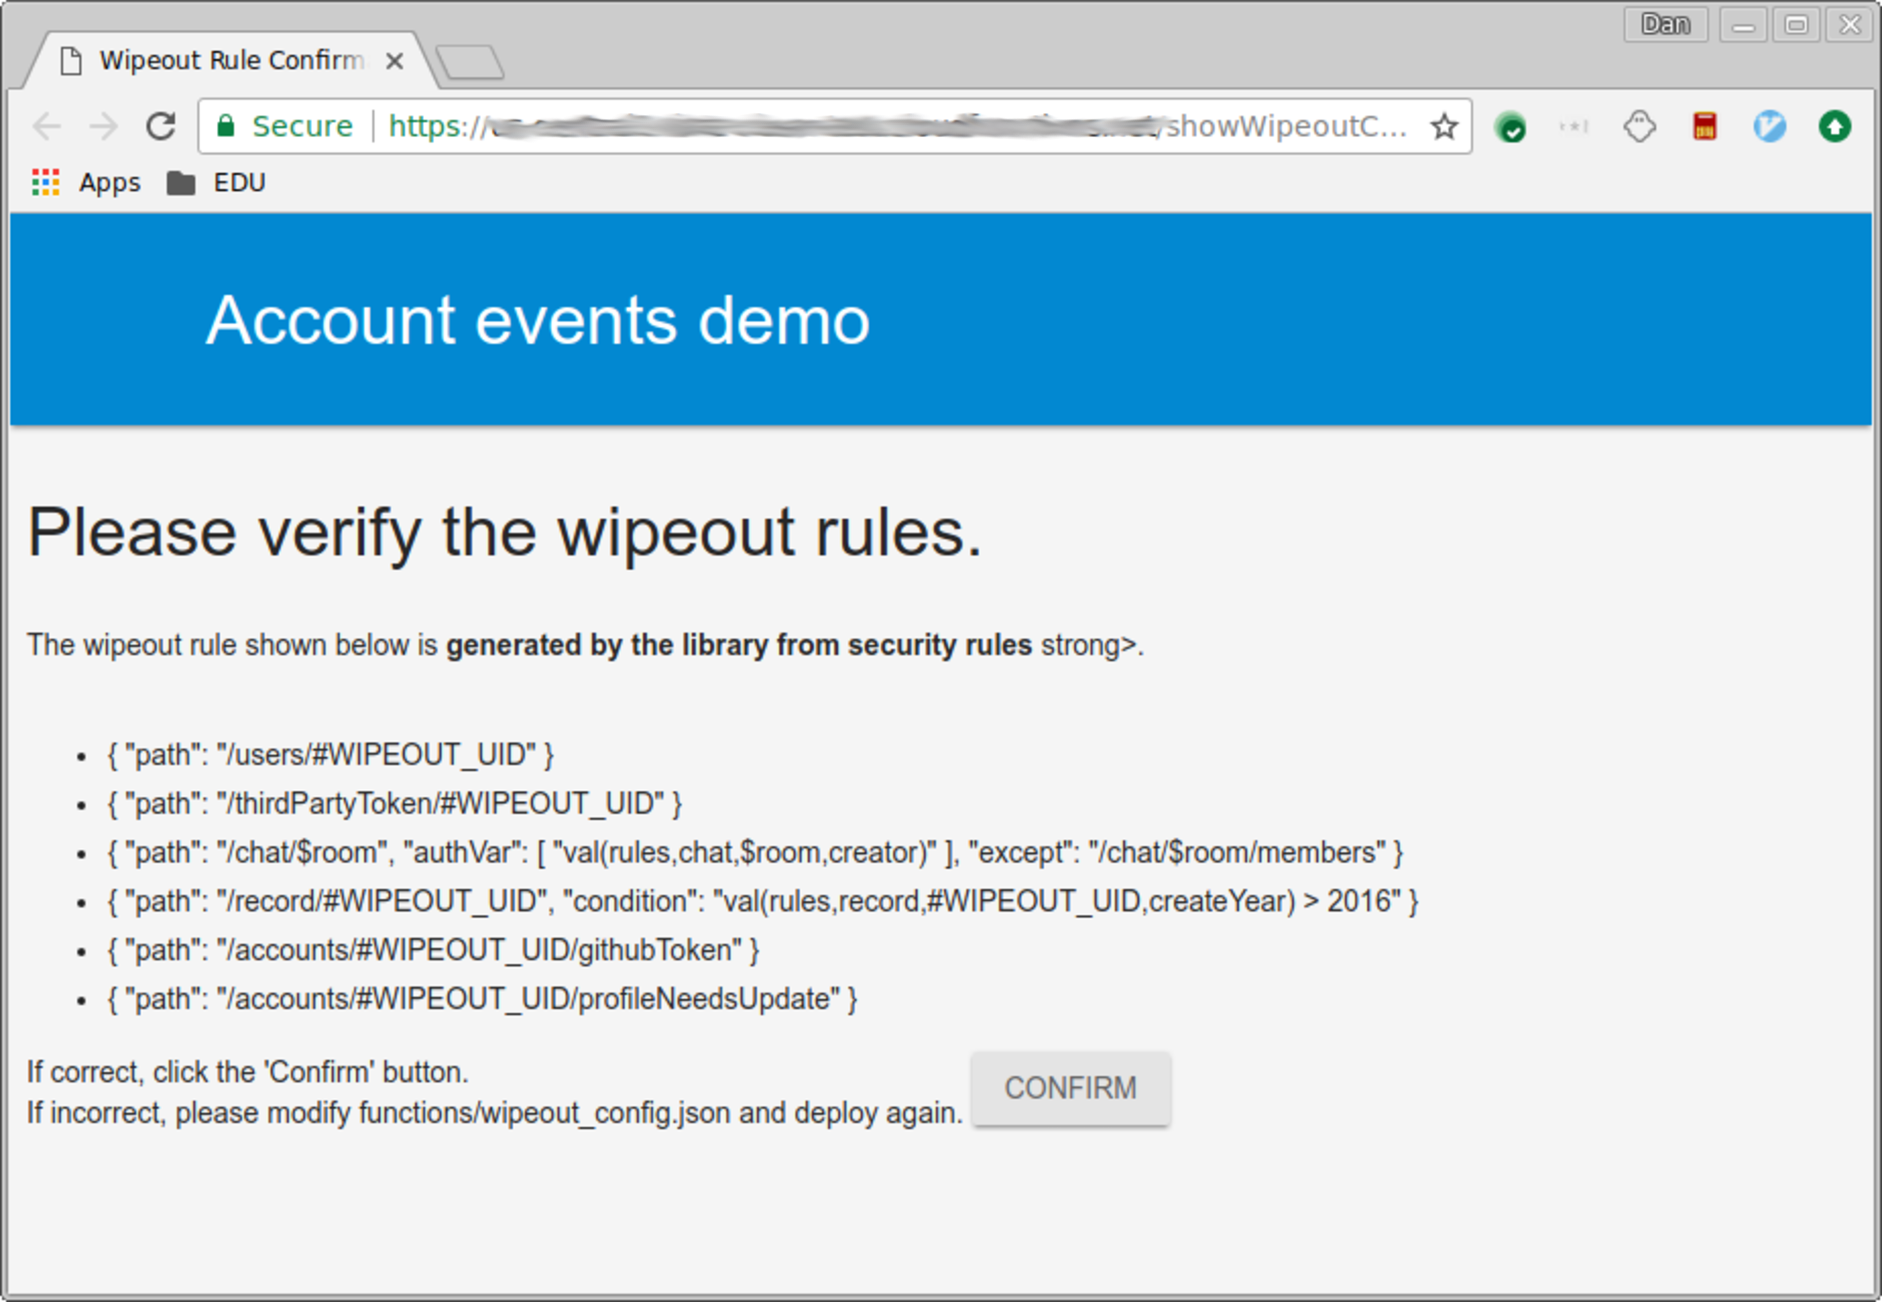 Dan
Wipeout Rule Confirm
Secure https:// /showWipeoutC...
Apps EDU
Account events demo
Please verify the wipeout rules.
The wipeout rule shown below is generated by the library from security rules strong>.
• { "path": "/users/#WIPEOUT_UID" }
• { "path": "/thirdPartyToken/#WIPEOUT_UID" }
• { "path": "/chat/$room", "authVar": [ "val(rules,chat,$room,creator)" ], "except": "/chat/$room/members" }
• { "path": "/record/#WIPEOUT_UID", "condition": "val(rules,record,#WIPEOUT_UID,createYear) > 2016" }
• { "path": "/accounts/#WIPEOUT_UID/githubToken" }
• { "path": "/accounts/#WIPEOUT_UID/profileNeedsUpdate" }
If correct, click the 'Confirm' button.
If incorrect, please modify functions/wipeout_config.json and deploy again. CONFIRM